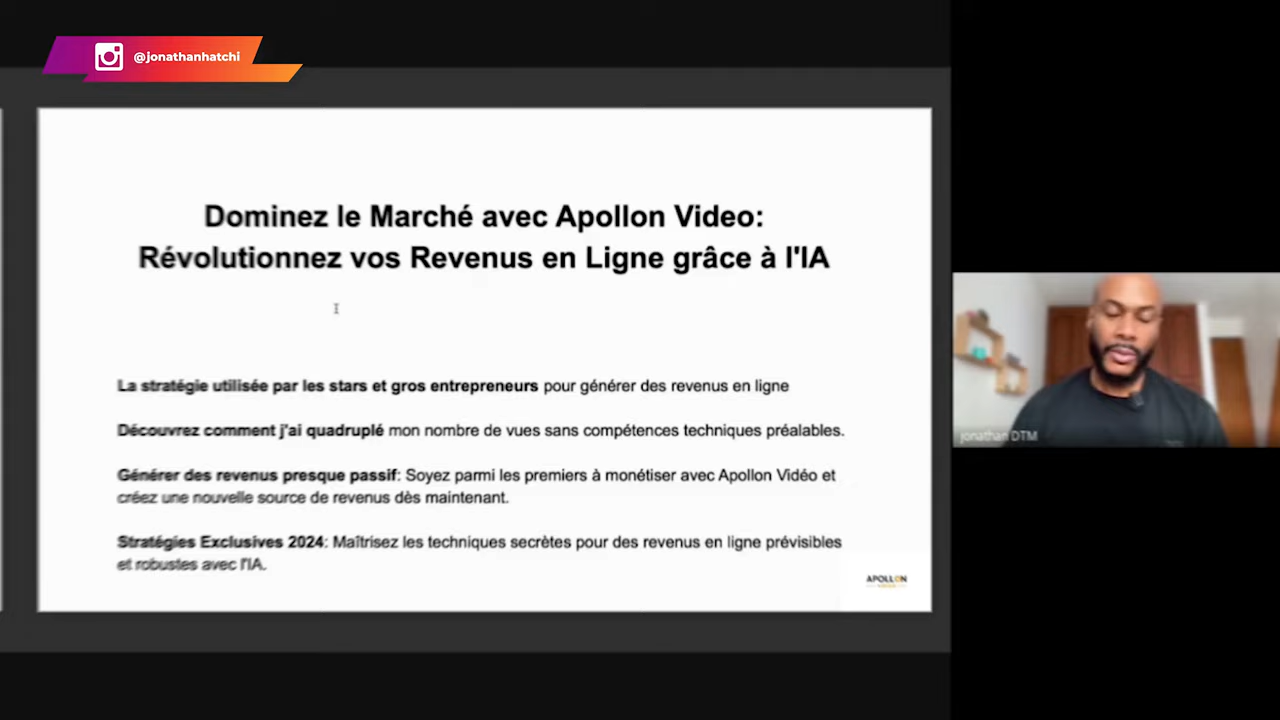 @jonathanhatchi
Dominez le Marché avec Apollon Video:
Révolutionnez vos Revenus en Ligne grâce à l'IA
La stratégie utilisée par les stars et gros entrepreneurs pour générer des revenus en ligne
Découvrez comment j'ai quadruplé mon nombre de vues sans compétences techniques préalables.
Générer des revenus presque passif: Soyez parmi les premiers à monétiser avec Apollon Vidéo et
créez une nouvelle source de revenus dès maintenant.
Stratégies Exclusives 2024: Maîtrisez les techniques secrètes pour des revenus en ligne prévisibles
et robustes avec l'IA.
APOLLON
jonathan DTM